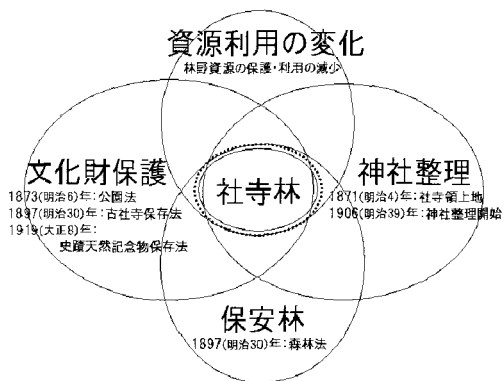 資源利用の変化
林野資源の保護・利用の減少
文化財保護
1873(明治6)年:公園法
1897(明治30)年:古社寺保存法
1919(大正8)年:
史蹟天然記念物保存法
社寺林
神社整理
1871(明治4)年:社寺領上地
1906(明治39)年:神社整理開始
保安林
1897(明治30)年:森林法